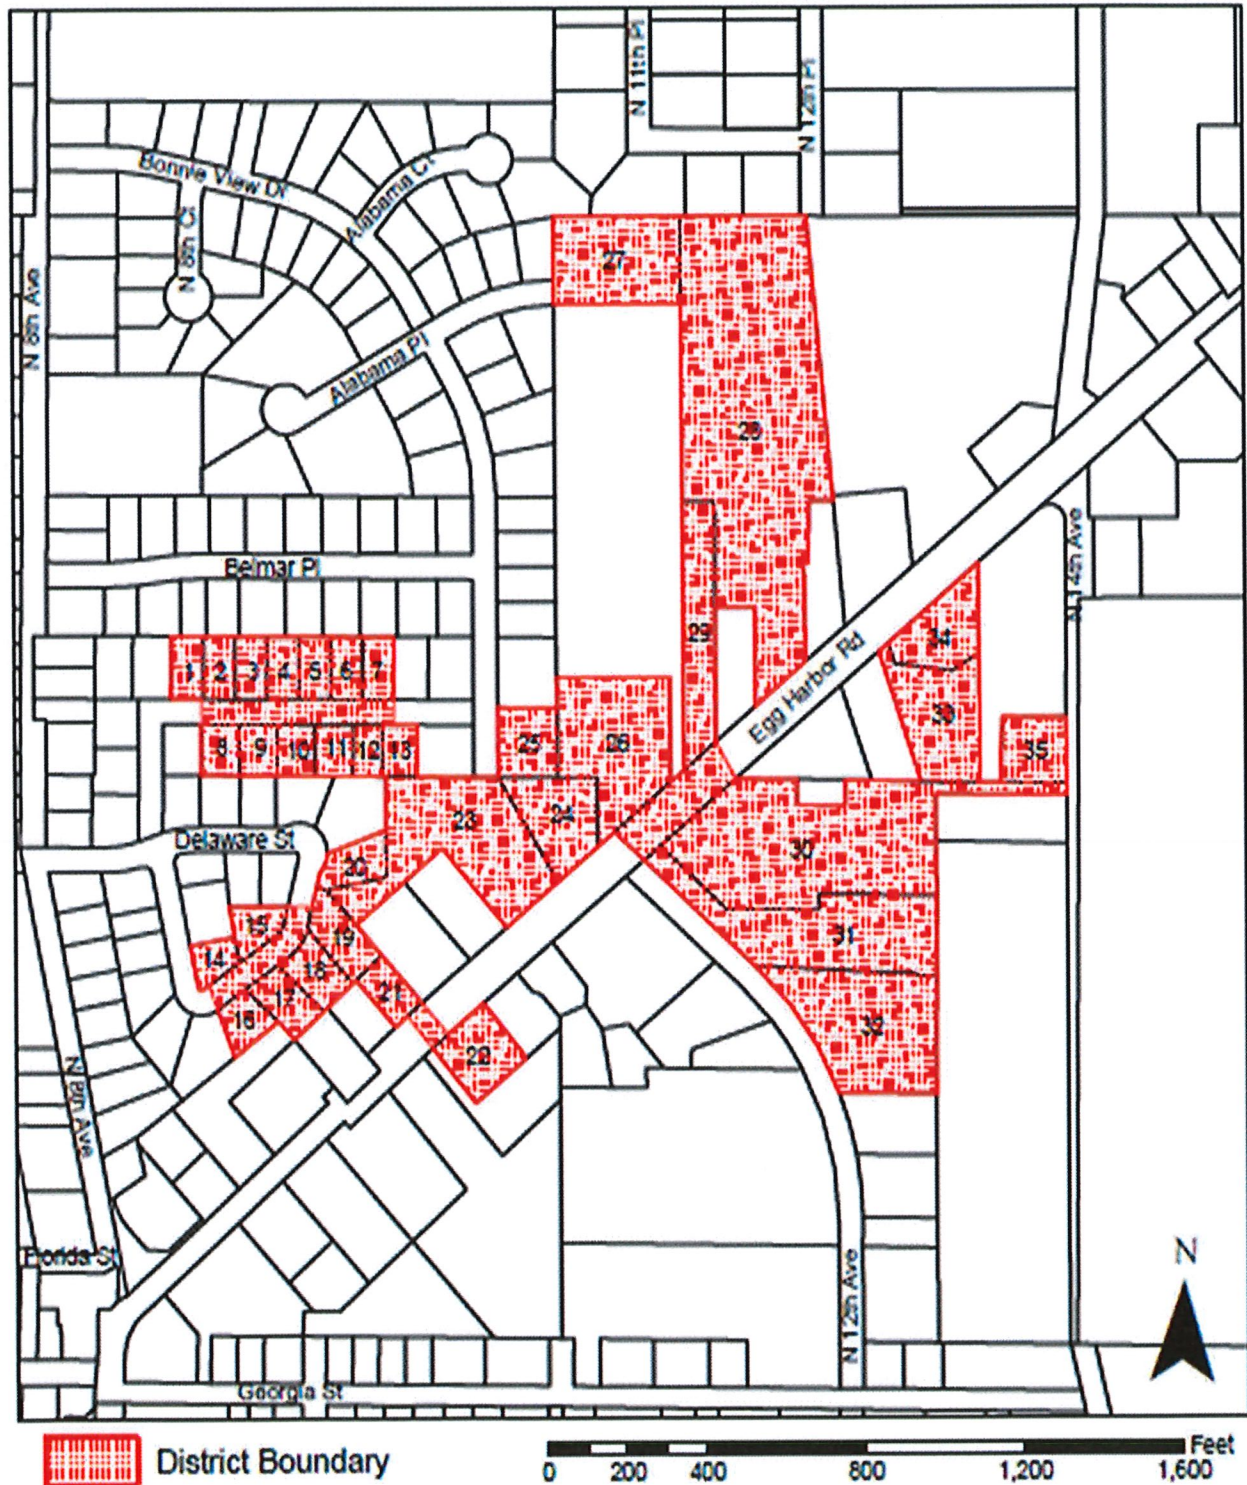 N 11th Pl
N 12th Pl
Bonnie View Dr
Alabama Ct
N 8th Ct
N 8th Ave
27
Alabama Pl
28
N 14th Ave
Belmar Pl
29
34
Egg Harbor Rd
1 2 3 4 5 6 7
33
8 9 10 11 12 13
25
26
35
23
24
Delaware St
20
30
15
19
31
14
18
21
17
16
32
22
N 8th Ave
Florida St
N 12th Ave
N
Georgia St
District Boundary
Feet
0 200 400 800 1,200 1,600